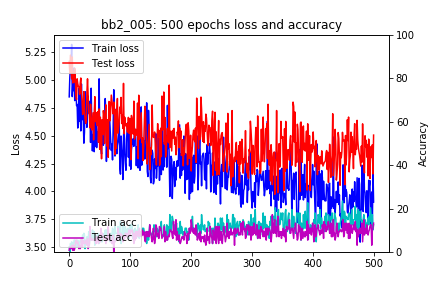 bb2_005: 500 epochs loss and accuracy
Train loss
Test loss
Train acc
Test acc
5.25
5.00
4.75
4.50
4.25
4.00
3.75
3.50
Loss
100
80
60
40
20
0
Accuracy
0 100 200 300 400 500